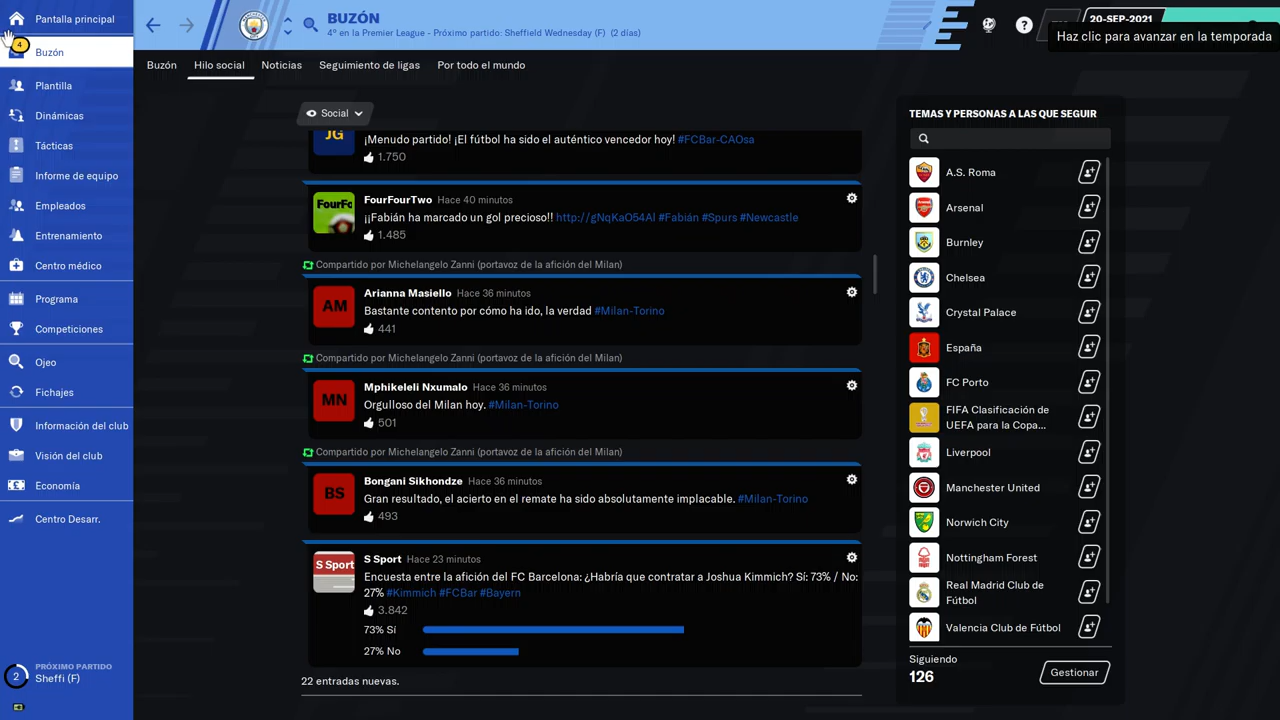 Pantalla principal
4
Buzón
Plantilla
Dinámicas
Tácticas
Informe de equipo
Empleados
Entrenamiento
Centro médico
Programa
Competiciones
Ojeo
Fichajes
Información del club
Visión del club
Economía
Centro Desarr.
2
PRÓXIMO PARTIDO
Sheffi (F)
BUZÓN
4º en la Premier League - Próximo partido: Sheffield Wednesday (F) (2 días)
?
20-SEP-2021
Haz clic para avanzar en la temporada
Buzón
Hilo social
Noticias
Seguimiento de ligas
Por todo el mundo
Social
JG
¡Menudo partido! ¡El fútbol ha sido el auténtico vencedor hoy! #FCBar-CAOsa
1.750
FourFo
FourFourTwo Hace 40 minutos
¡¡Fabián ha marcado un gol precioso!! http://gNqKaO54Al #Fabián #Spurs #Newcastle
1.485
Compartido por Michelangelo Zanni (portavoz de la afición del Milan)
AM
Arianna Masiello Hace 36 minutos
Bastante contento por cómo ha ido, la verdad #Milan-Torino
441
Compartido por Michelangelo Zanni (portavoz de la afición del Milan)
MN
Mphikeleli Nxumalo Hace 36 minutos
Orgulloso del Milan hoy. #Milan-Torino
501
Compartido por Michelangelo Zanni (portavoz de la afición del Milan)
BS
Bongani Sikhondze Hace 36 minutos
Gran resultado, el acierto en el remate ha sido absolutamente implacable. #Milan-Torino
493
S Sport
S Sport Hace 23 minutos
Encuesta entre la afición del FC Barcelona: ¿Habría que contratar a Joshua Kimmich? Sí: 73% / No:
27% #Kimmich #FCBar #Bayern
3.842
73% Sí
27% No
22 entradas nuevas.
TEMAS Y PERSONAS A LAS QUE SEGUIR
A.S. Roma
Arsenal
Burnley
Chelsea
Crystal Palace
España
FC Porto
FIFA Clasificación de
UEFA para la Copa...
Liverpool
Manchester United
Norwich City
Nottingham Forest
Real Madrid Club de
Fútbol
Valencia Club de Fútbol
Siguiendo
126
Gestionar